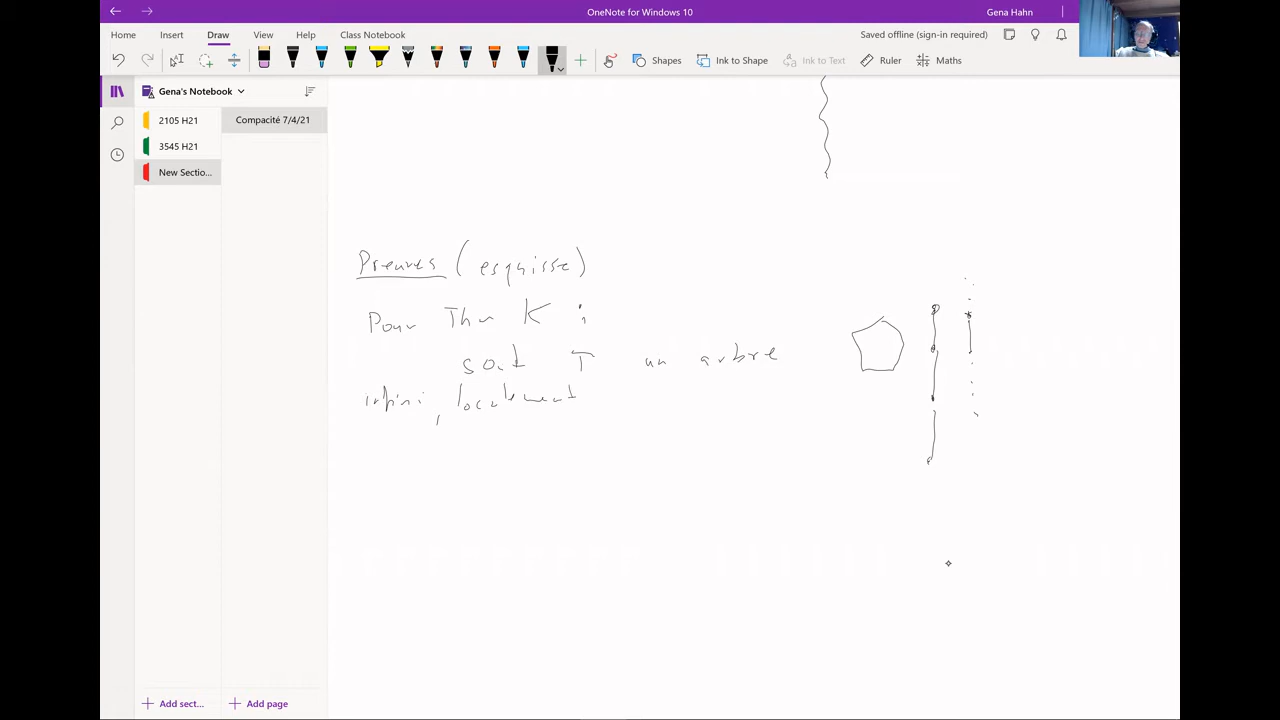 OneNote for Windows 10
Gena Hahn
Home Insert Draw View Help Class Notebook
Saved offline (sign-in required)
Shapes Ink to Shape Ink to Text Ruler Maths
Gena's Notebook
2105 H21
3545 H21
New Sectio...
Compacité 7/4/21
Preuves (esquisse)
Pour Thm K :
soit T un arbre
infini, localement
Add sect...
Add page